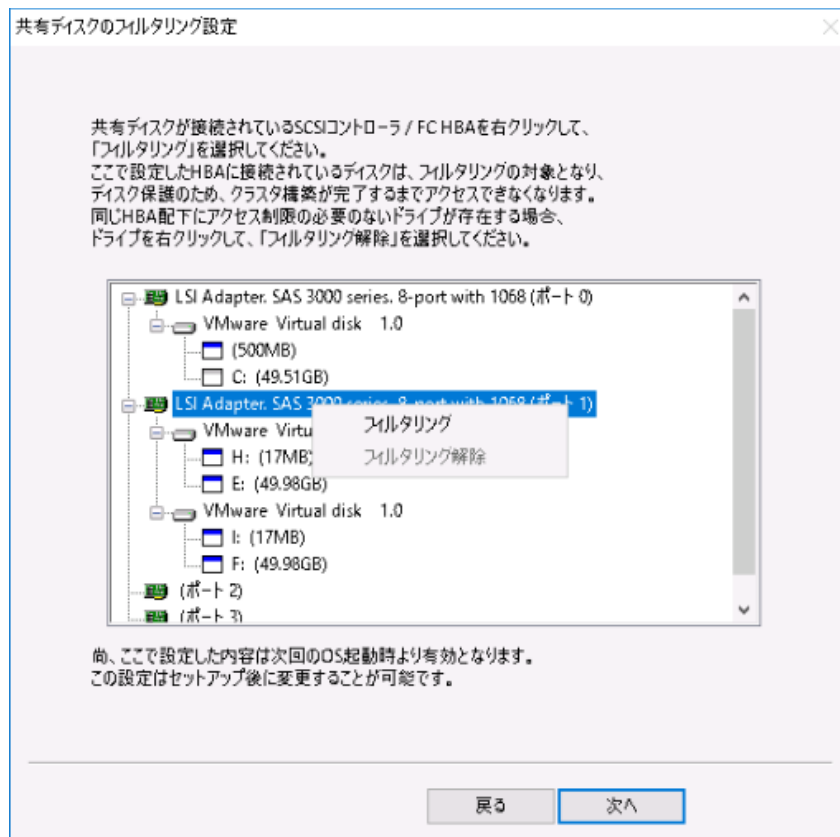 共有ディスクのフィルタリング設定
共有ディスクが接続されているSCSIコントローラ / FC HBAを右クリックして、
「フィルタリング」を選択してください。
ここで設定したHBAに接続されているディスクは、フィルタリングの対象となり、
ディスク保護のため、クラスタ構築が完了するまでアクセスできなくなります。
同じHBA配下にアクセス制限の必要のないドライブが存在する場合、
ドライブを右クリックして、「フィルタリング解除」を選択してください。
LSI Adapter. SAS 3000 series. 8-port with 1068 (ポート 0)
VMware Virtual disk 1.0
(500MB)
C: (49.51GB)
LSI Adapter. SAS 3000 series. 8-port with 1068 (ポート 1)
フィルタリング
VMware Virtu
H: (17MB)
フィルタリング解除
E: (49.98GB)
VMware Virtual disk 1.0
I: (17MB)
F: (49.98GB)
(ポート 2)
(ポート 3)
尚、ここで設定した内容は次回のOS起動時より有効となります。
この設定はセットアップ後に変更することが可能です。
戻る
次へ